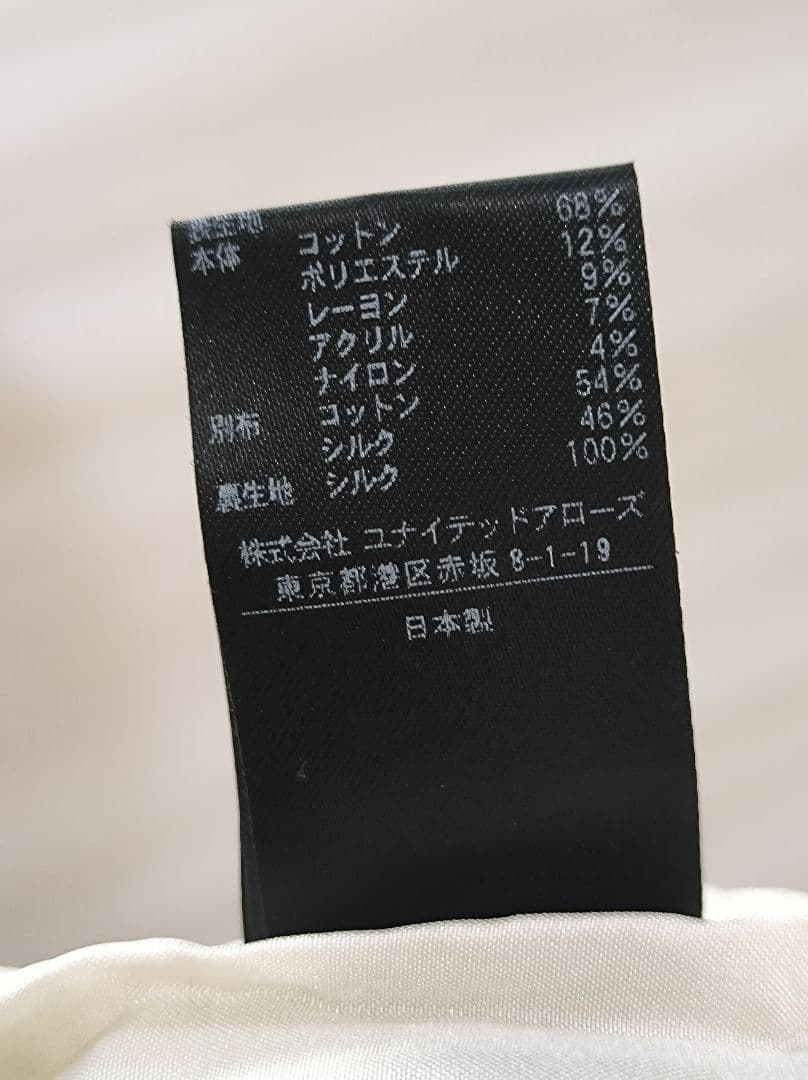 表生地
本体 コットン 68%
ポリエステル 12%
レーヨン 9%
アクリル 7%
ナイロン 4%
別布 コットン 54%
シルク 46%
裏生地 シルク 100%
株式会社 ユナイテッドアローズ
東京都港区赤坂 8-1-19
日本製